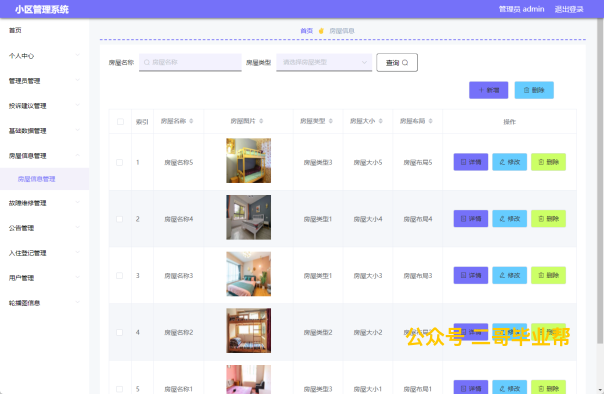 小区管理系统 管理员 admin 退出登录
首页
首页 房屋信息
个人中心
房屋名称 房屋名称 房屋类型 请选择房屋类型 查询
管理员管理
新增 删除
投诉建议管理
基础数据管理
索引 房屋名称 房屋图片 房屋类型 房屋大小 房屋布局 操作
房屋信息管理
1 房屋名称5 房屋类型3 房屋大小5 房屋布局5 详情 修改 删除
房屋信息管理
故障维修管理
2 房屋名称4 房屋类型1 房屋大小4 房屋布局4 详情 修改 删除
公告管理
入住登记管理
3 房屋名称3 房屋类型1 房屋大小3 房屋布局3 详情 修改 删除
用户管理
轮播图信息
4 房屋名称2 房屋类型2 房屋大小2 房屋布局2 详情 修改 删除
公众号 二哥毕业帮
5 房屋名称1 房屋类型3 房屋大小1 房屋布局1 详情 修改 删除